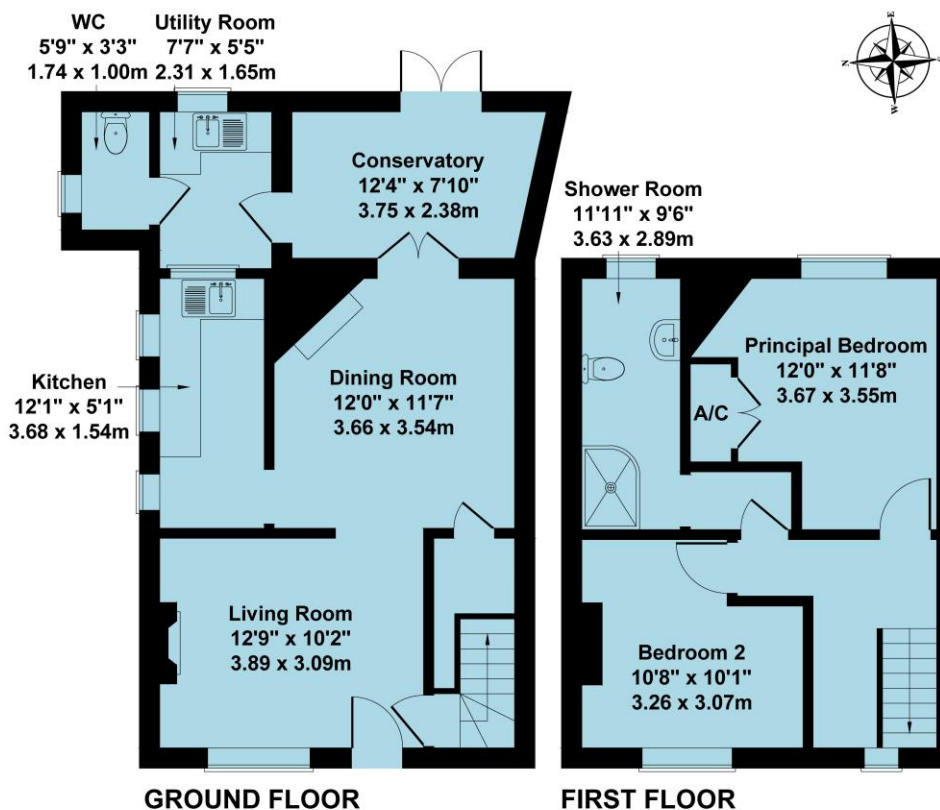 WC
5'9" x 3'3"
1.74 x 1.00m
Utility Room
7'7" x 5'5"
2.31 x 1.65m
E
N
S
W
Conservatory
12'4" x 7'10"
3.75 x 2.38m
Shower Room
11'11" x 9'6"
3.63 x 2.89m
Kitchen
12'1" x 5'1"
3.68 x 1.54m
Dining Room
12'0" x 11'7"
3.66 x 3.54m
Principal Bedroom
12'0" x 11'8"
3.67 x 3.55m
A/C
Living Room
12'9" x 10'2"
3.89 x 3.09m
Bedroom 2
10'8" x 10'1"
3.26 x 3.07m
GROUND FLOOR
FIRST FLOOR